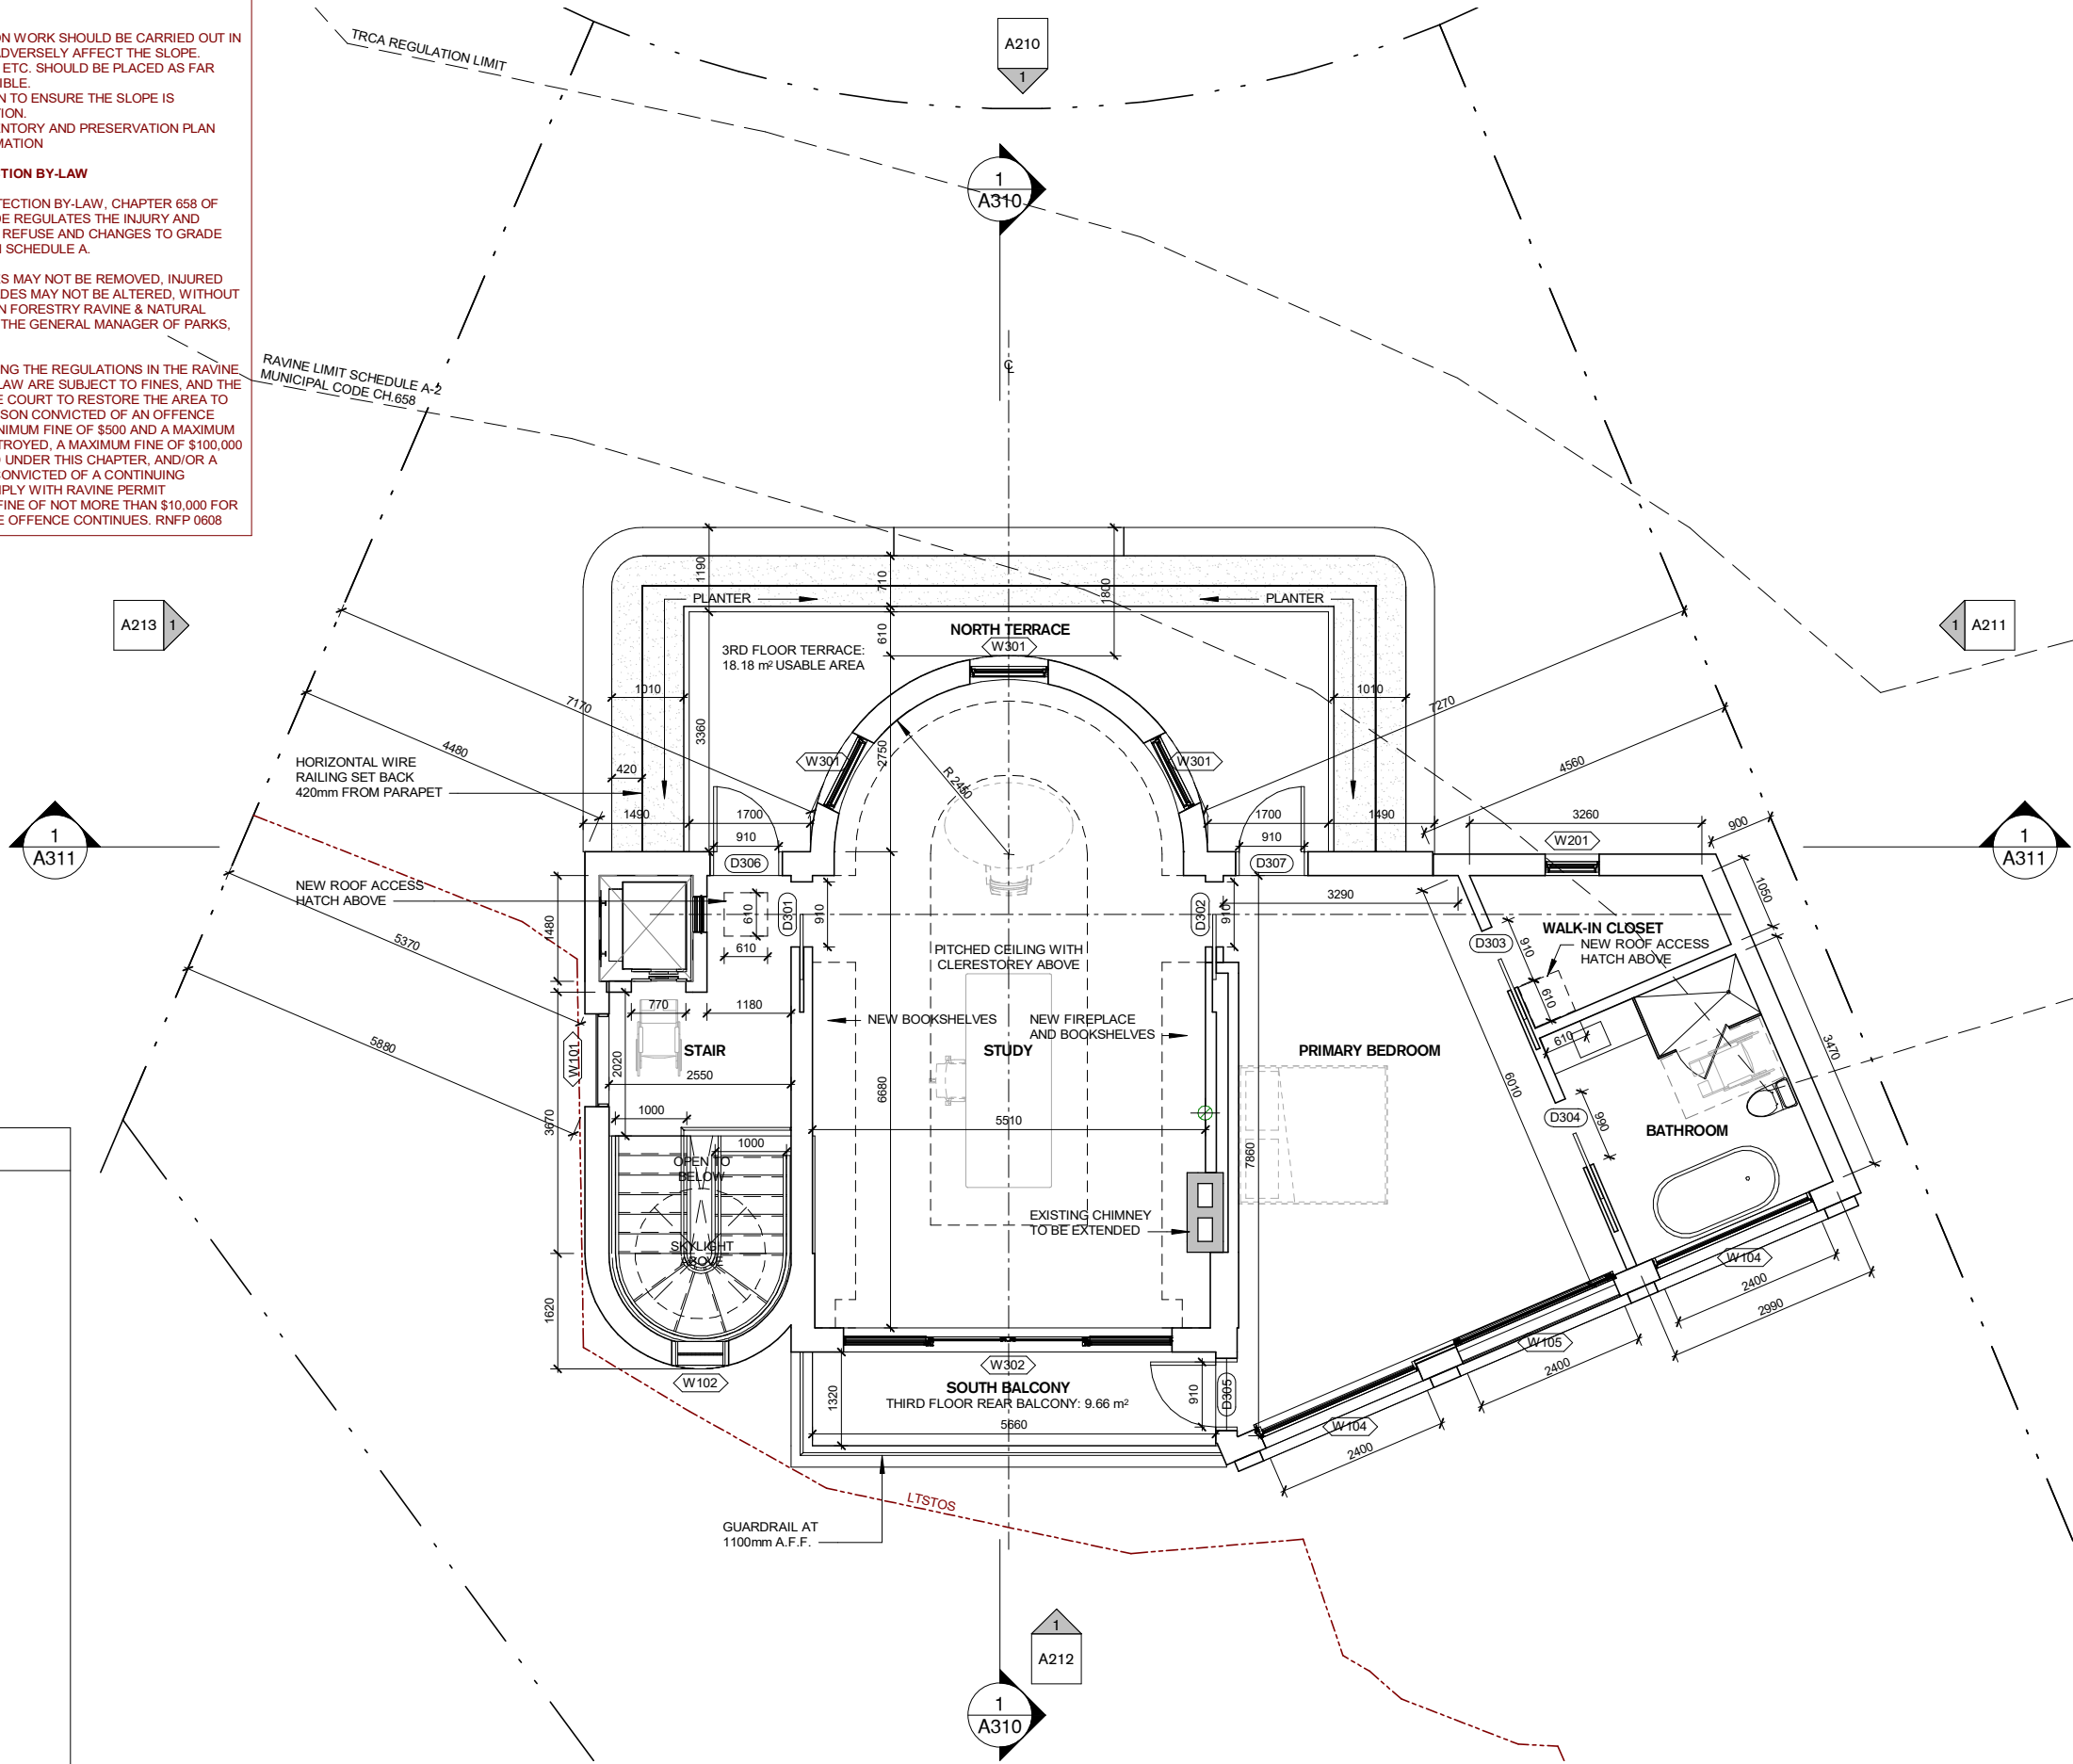 ON WORK SHOULD BE CARRIED OUT IN
ADVERSELY AFFECT THE SLOPE.
ETC. SHOULD BE PLACED AS FAR
IBLE.
N TO ENSURE THE SLOPE IS
TION.
ENTORY AND PRESERVATION PLAN
MATION
TION BY-LAW
TECTION BY-LAW, CHAPTER 658 OF
DE REGULATES THE INJURY AND
REFUSE AND CHANGES TO GRADE
N SCHEDULE A.
ES MAY NOT BE REMOVED, INJURED
DES MAY NOT BE ALTERED, WITHOUT
N FORESTRY RAVINE & NATURAL
THE GENERAL MANAGER OF PARKS,
ING THE REGULATIONS IN THE RAVINE
LAW ARE SUBJECT TO FINES, AND THE
E COURT TO RESTORE THE AREA TO
SON CONVICTED OF AN OFFENCE
NIMUM FINE OF $500 AND A MAXIMUM
TROYED, A MAXIMUM FINE OF $100,000
UNDER THIS CHAPTER, AND/OR A
CONVICTED OF A CONTINUING
MPLY WITH RAVINE PERMIT
FINE OF NOT MORE THAN $10,000 FOR
E OFFENCE CONTINUES. RNFP 0608
TRCA REGULATION LIMIT
A210
1
1
A310
RAVINE LIMIT SCHEDULE A-2
MUNICIPAL CODE CH.658
℄
A213
1
1
A211
1190
710
1800
PLANTER
PLANTER
610
NORTH TERRACE
W301
3RD FLOOR TERRACE:
18.18 m² USABLE AREA
1010
1010
7170
7270
3360
2750
4480
4560
W301
W301
HORIZONTAL WIRE
RAILING SET BACK
420mm FROM PARAPET
420
R 2450
1490
1700
1700
1490
3260
900
1
A311
1
A311
910
910
W201
D306
D307
NEW ROOF ACCESS
HATCH ABOVE
1480
610
610
D301
910
D302
910
3290
1050
WALK-IN CLOSET
D303
910
NEW ROOF ACCESS
HATCH ABOVE
PITCHED CEILING WITH
CLERESTOREY ABOVE
5370
610
770
1180
NEW BOOKSHELVES
NEW FIREPLACE
AND BOOKSHELVES
610
5880
W101
STAIR
STUDY
PRIMARY BEDROOM
3470
2020
2550
6680
6010
3670
1000
5510
D304
990
BATHROOM
1000
7860
OPEN TO
BELOW
EXISTING CHIMNEY
TO BE EXTENDED
SKYLIGHT
ABOVE
W104
2400
2990
1620
W105
2400
W302
W102
SOUTH BALCONY
THIRD FLOOR REAR BALCONY: 9.66 m²
1320
910
D305
5660
W104
2400
LTSTOS
GUARDRAIL AT
1100mm A.F.F.
1
A212
1
A310